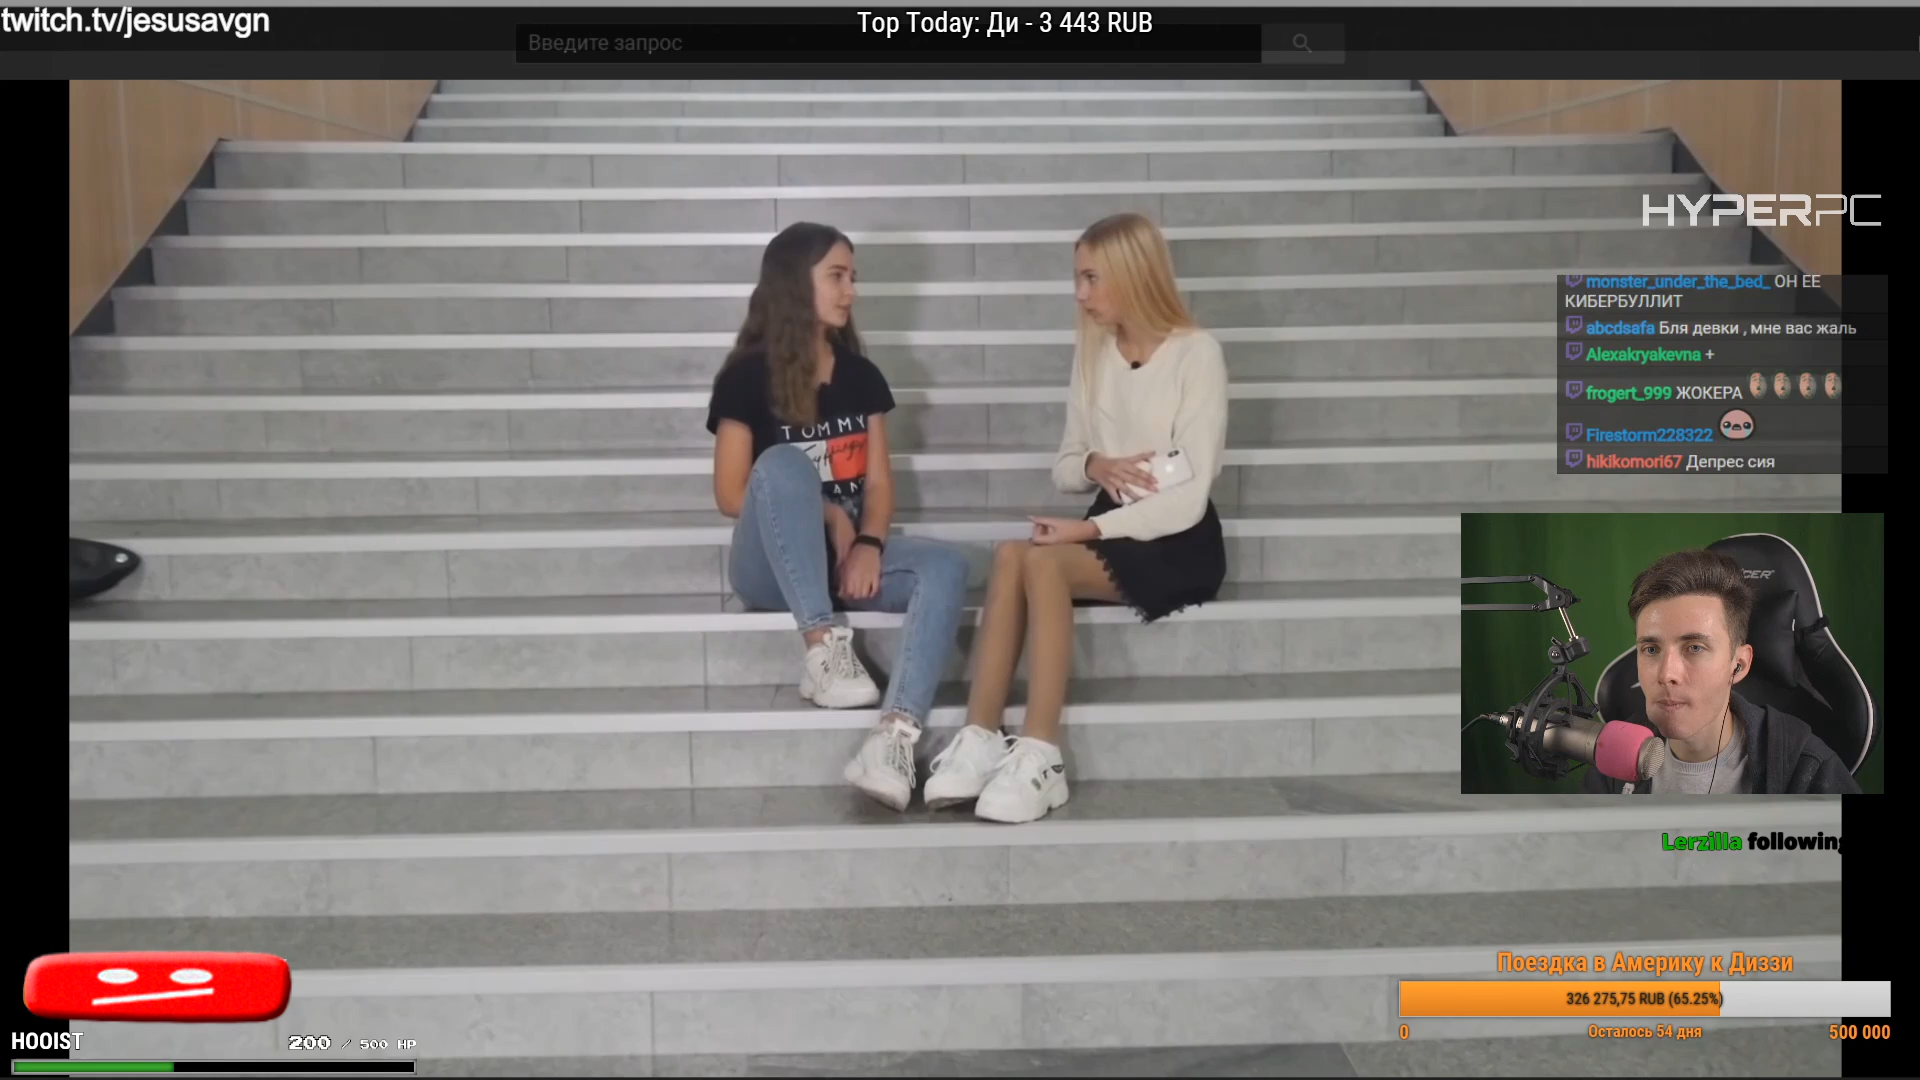 twitch.tv/jesusavgn
Top Today: Ди - 3 443 RUB
Введите запрос
HYPERPC
monster_under_the_bed_ ОН ЕЕ
КИБЕРБУЛЛИТ
abcdsafa Бля девки , мне вас жаль
Alexakryakevna +
frogert_999 ЖОКЕРА
Firestorm228322
hikikomori67 Депрес сия
TOMMY
Lerzilla following
Поездка в Америку к Диззи
326 275,75 RUB (65.25%)
0 Осталось 54 дня 500 000
HOOIST 200 / 500 HP